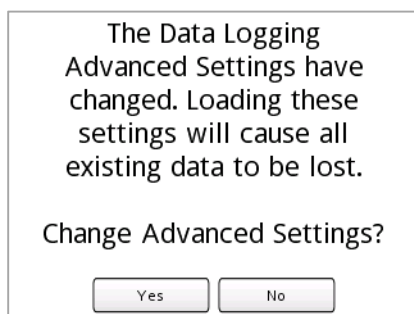 The Data Logging
Advanced Settings have
changed. Loading these
settings will cause all
existing data to be lost.
Change Advanced Settings?
Yes No